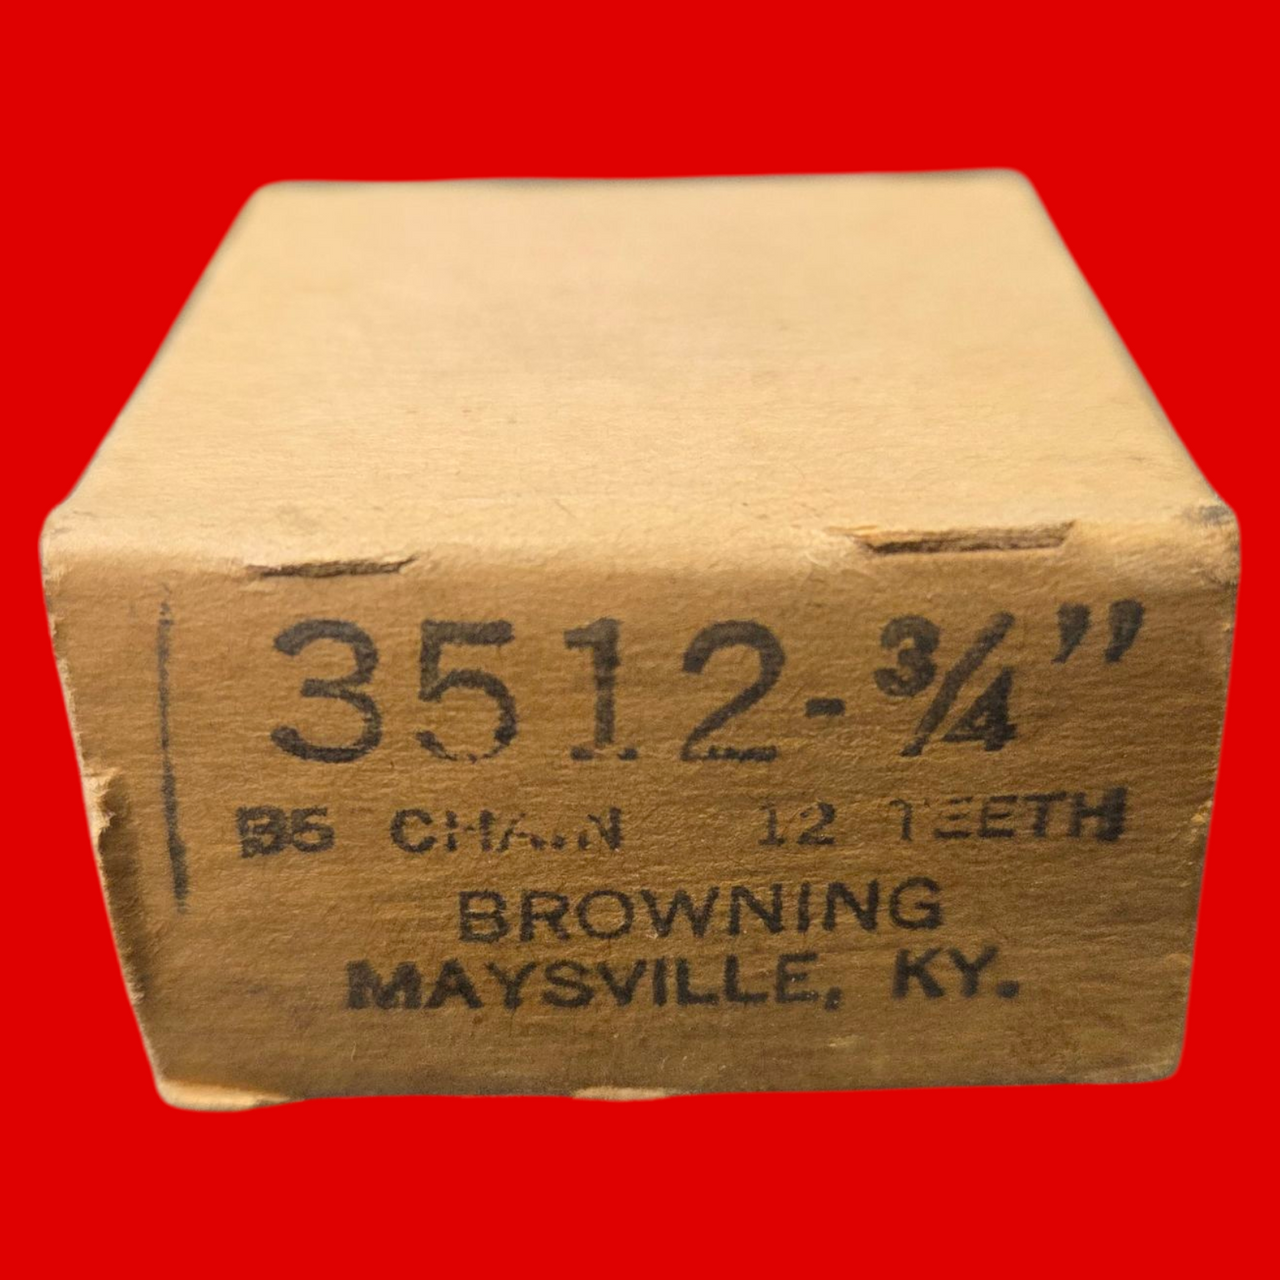 3512-¾”
35 CHAIN 12 TEETH
BROWNING
MAYSVILLE, KY.